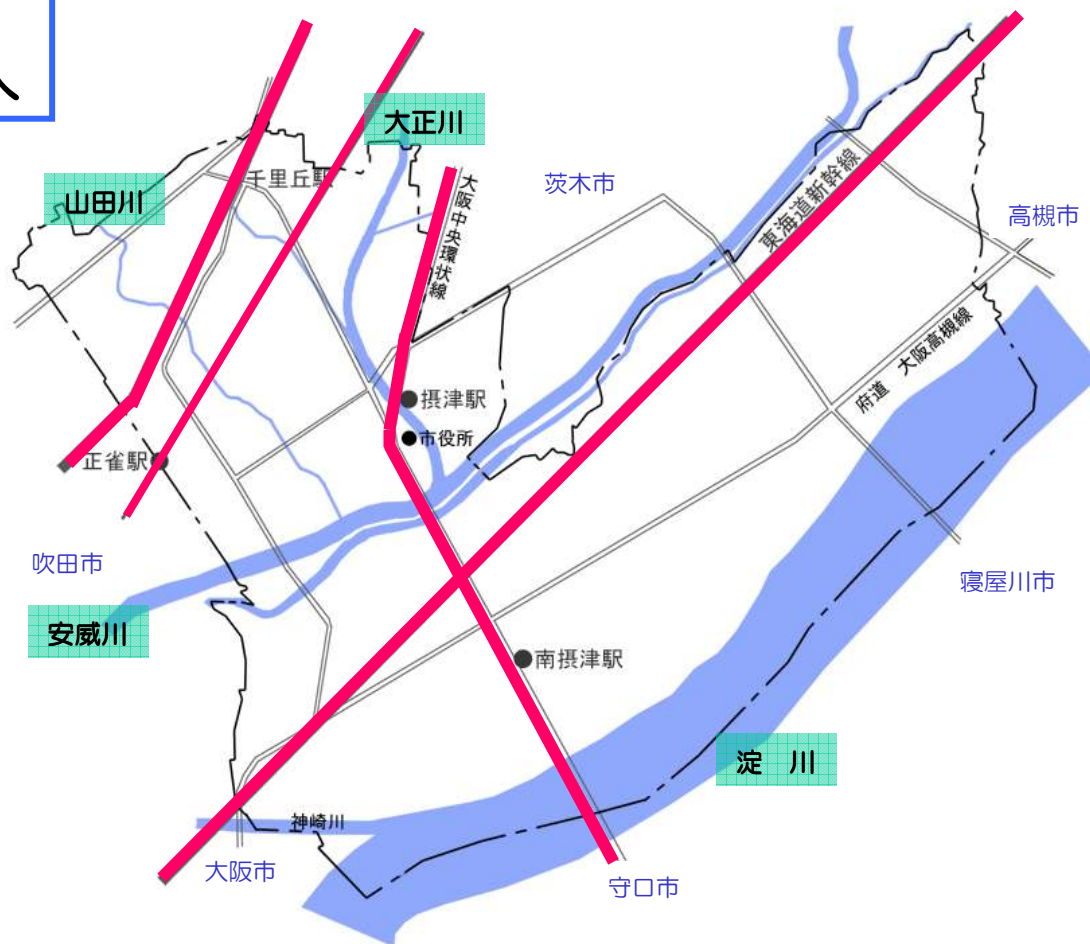 人
大正川
千里丘駅
山田川
大阪中央環状線
茨木市
東海道新幹線
高槻市
摂津駅
市役所
府道 大阪高槻線
正雀駅
吹田市
寝屋川市
安威川
南摂津駅
淀 川
神崎川
大阪市
守口市